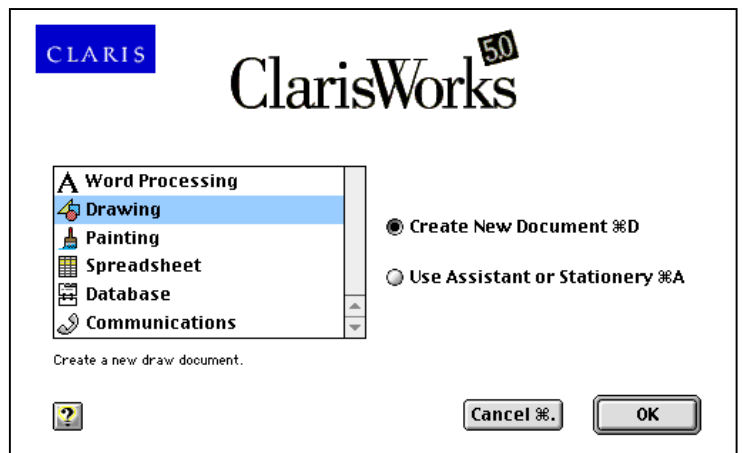 CLARIS
ClarisWorks 5.0
Word Processing
Drawing
Painting
Spreadsheet
Database
Communications
Create New Document ⌘D
Use Assistant or Stationery ⌘A
Create a new draw document.
?
Cancel ⌘.
OK